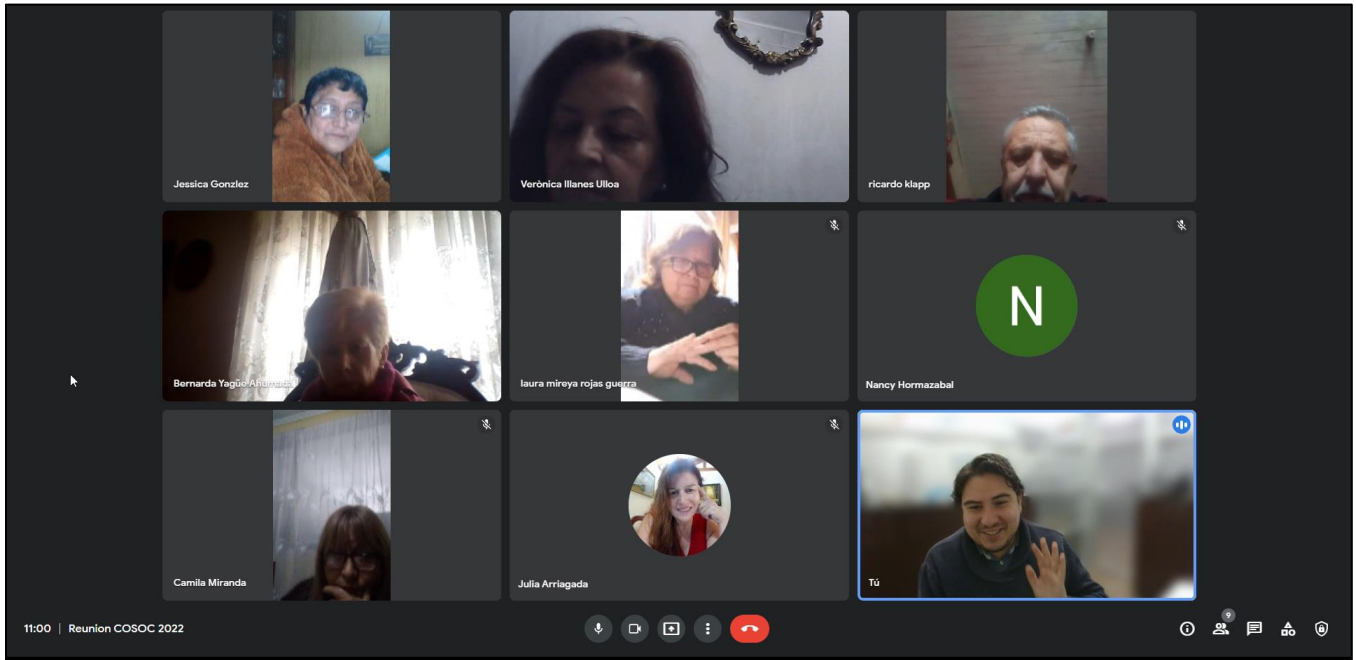 Jessica Gonzlez
Verònica Illanes Ulloa
ricardo klapp
Bernarda Yagüe Ahumada
laura mireya rojas guerra
N
Nancy Hormazabal
Camila Miranda
Julia Arriagada
Tú
11:00 | Reunion COSOC 2022
9